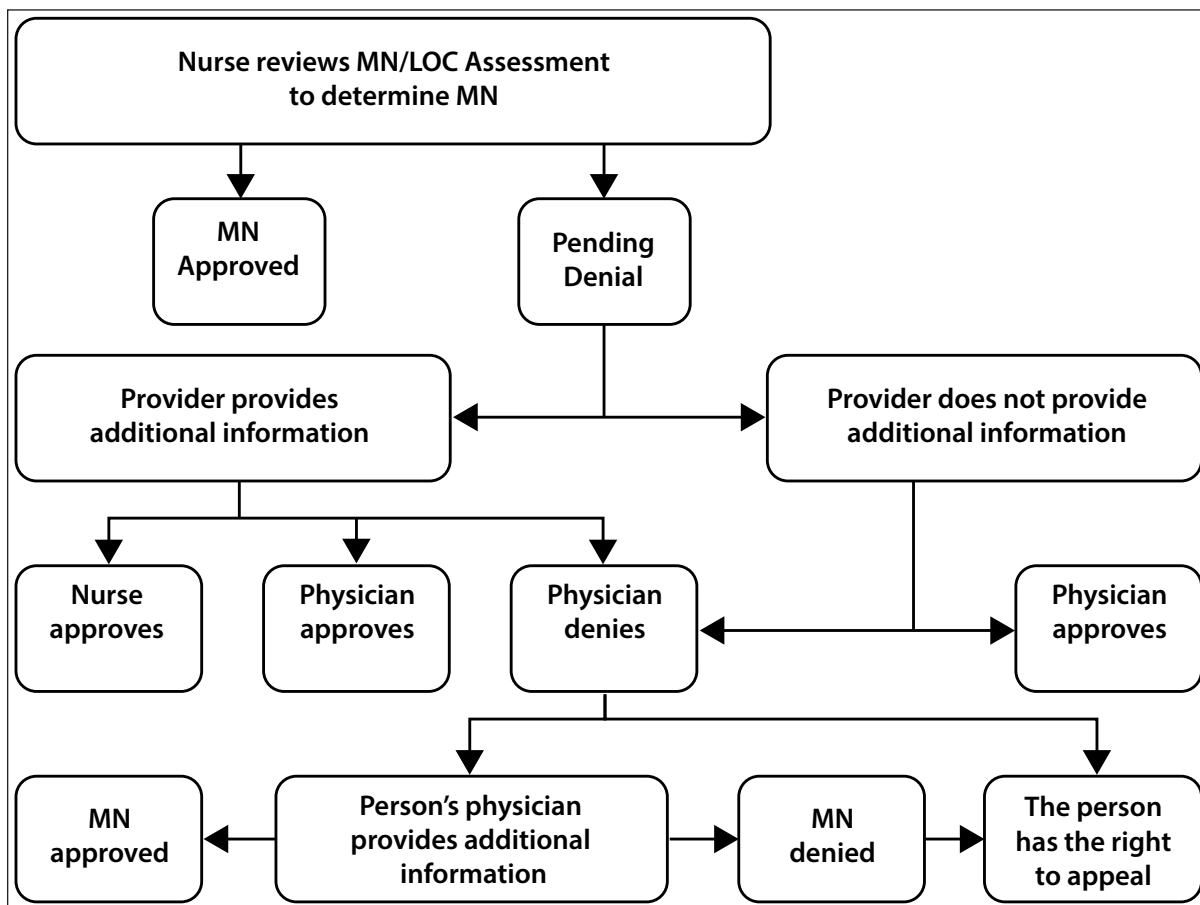 Nurse reviews MN/LOC Assessment
to determine MN
MN
Approved
Pending
Denial
Provider provides
additional information
Provider does not provide
additional information
Nurse
approves
Physician
approves
Physician
denies
Physician
approves
MN
approved
Person’s physician
provides additional
information
MN
denied
The person
has the right
to appeal